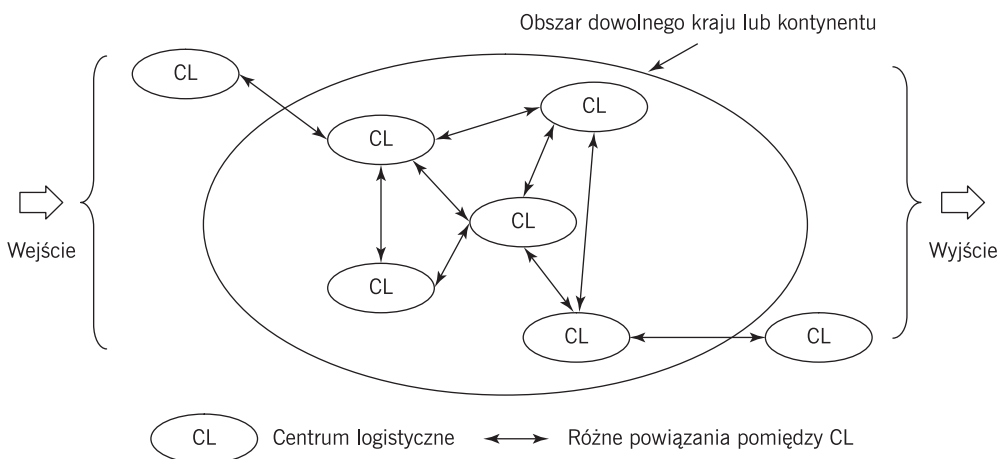 Obszar dowolnego kraju lub kontynentu
CL
CL
CL
CL
CL
CL
CL
Wejście
Wyjście
CL Centrum logistyczne Różne powiązania pomiędzy CL